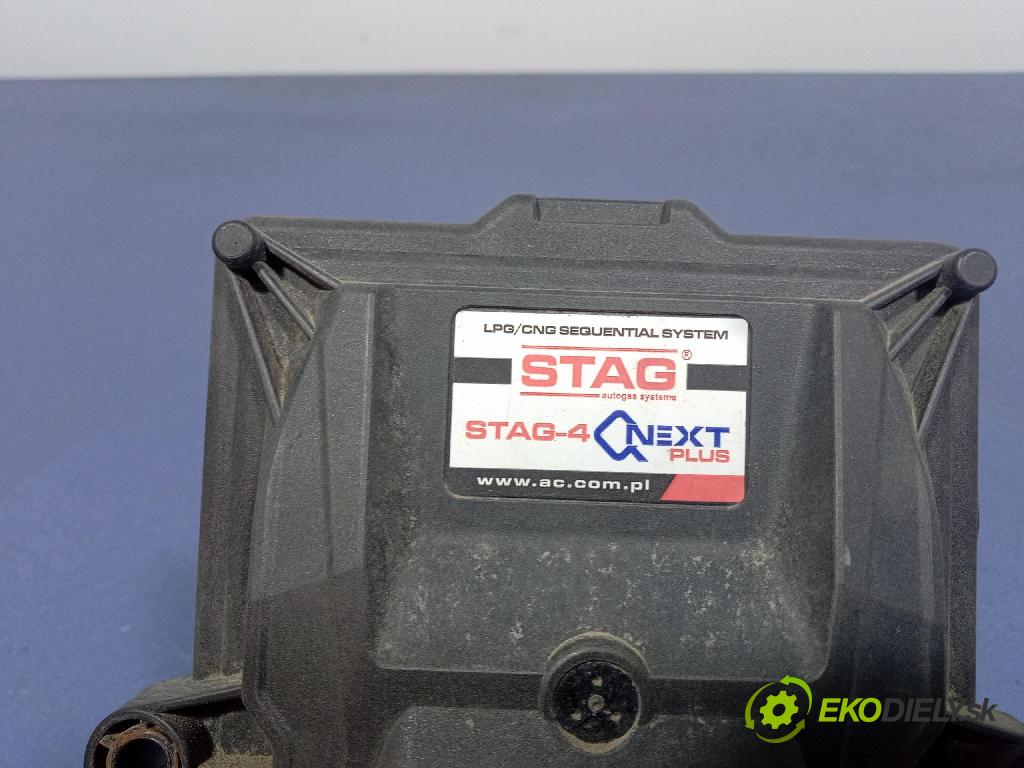 LPG/CNG SEQUENTIAL SYSTEM
STAG®
autogas systems
STAG-4 QNEXT
PLUS
www.ac.com.pl
EKODIELY.sk